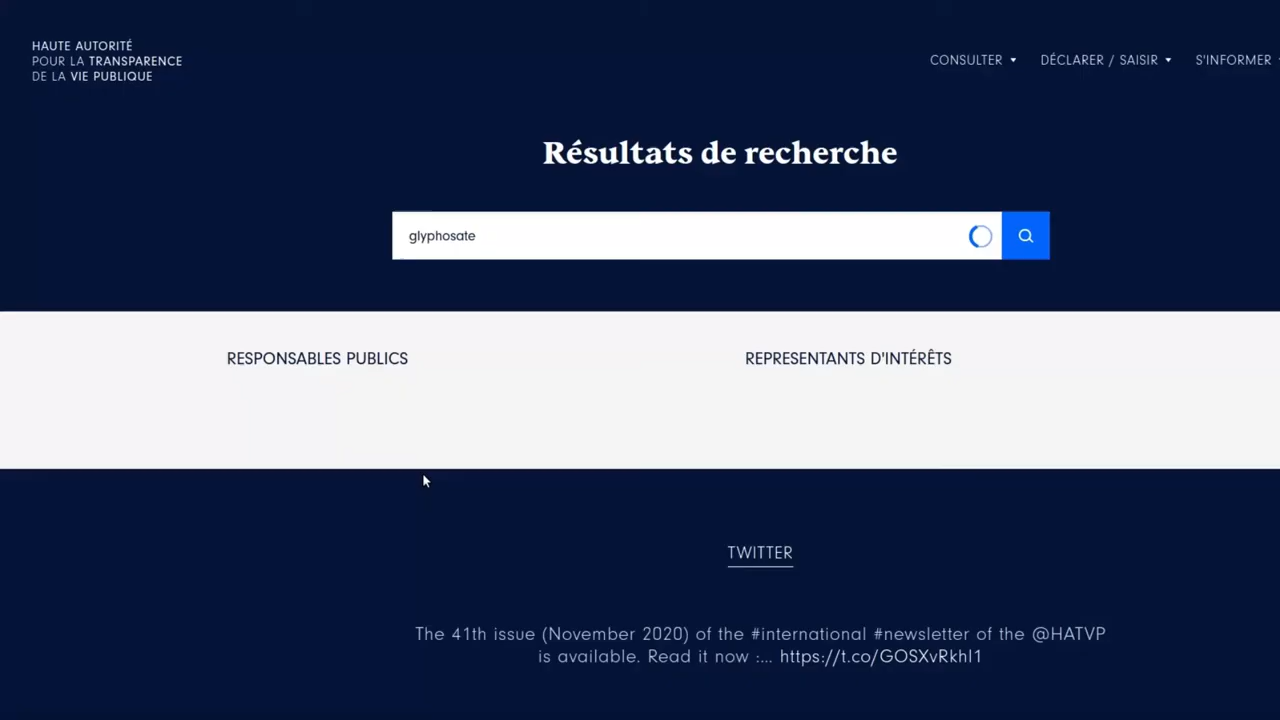 HAUTE AUTORITÉ
POUR LA TRANSPARENCE
DE LA VIE PUBLIQUE
CONSULTER ▼ DÉCLARER / SAISIR ▼ S'INFORMER
Résultats de recherche
glyphosate
RESPONSABLES PUBLICS
REPRESENTANTS D'INTÉRÊTS
TWITTER
The 41th issue (November 2020) of the #international #newsletter of the @HATVP
is available. Read it now :... https://t.co/GOSXvRkhl1